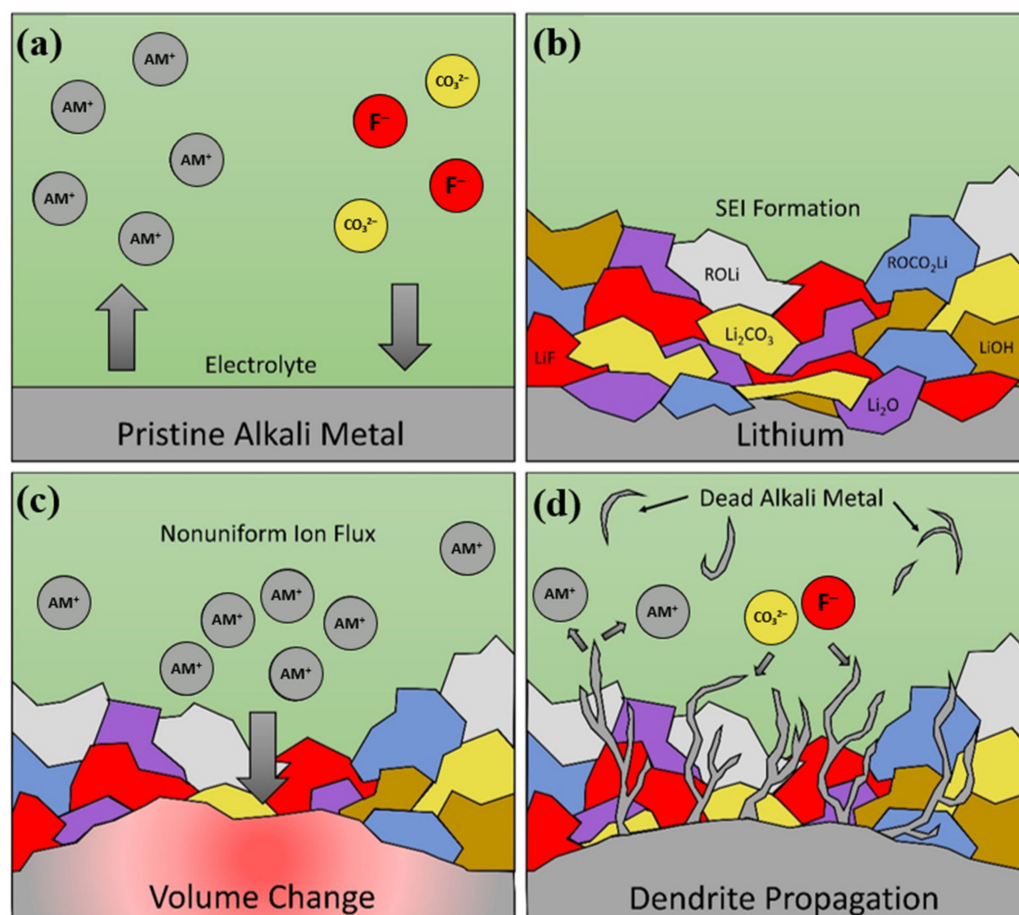 (a)
AM⁺
CO₃²⁻
AM⁺
F⁻
AM⁺
F⁻
AM⁺
CO₃²⁻
AM⁺
Electrolyte
Pristine Alkali Metal
(b)
SEI Formation
ROLi
ROCO₂Li
Li₂CO₃
LiF
LiOH
Li₂O
Lithium
(c)
Nonuniform Ion Flux
AM⁺
AM⁺
AM⁺
AM⁺
AM⁺
AM⁺
AM⁺
Volume Change
(d)
Dead Alkali Metal
AM⁺
AM⁺
CO₃²⁻
F⁻
Dendrite Propagation